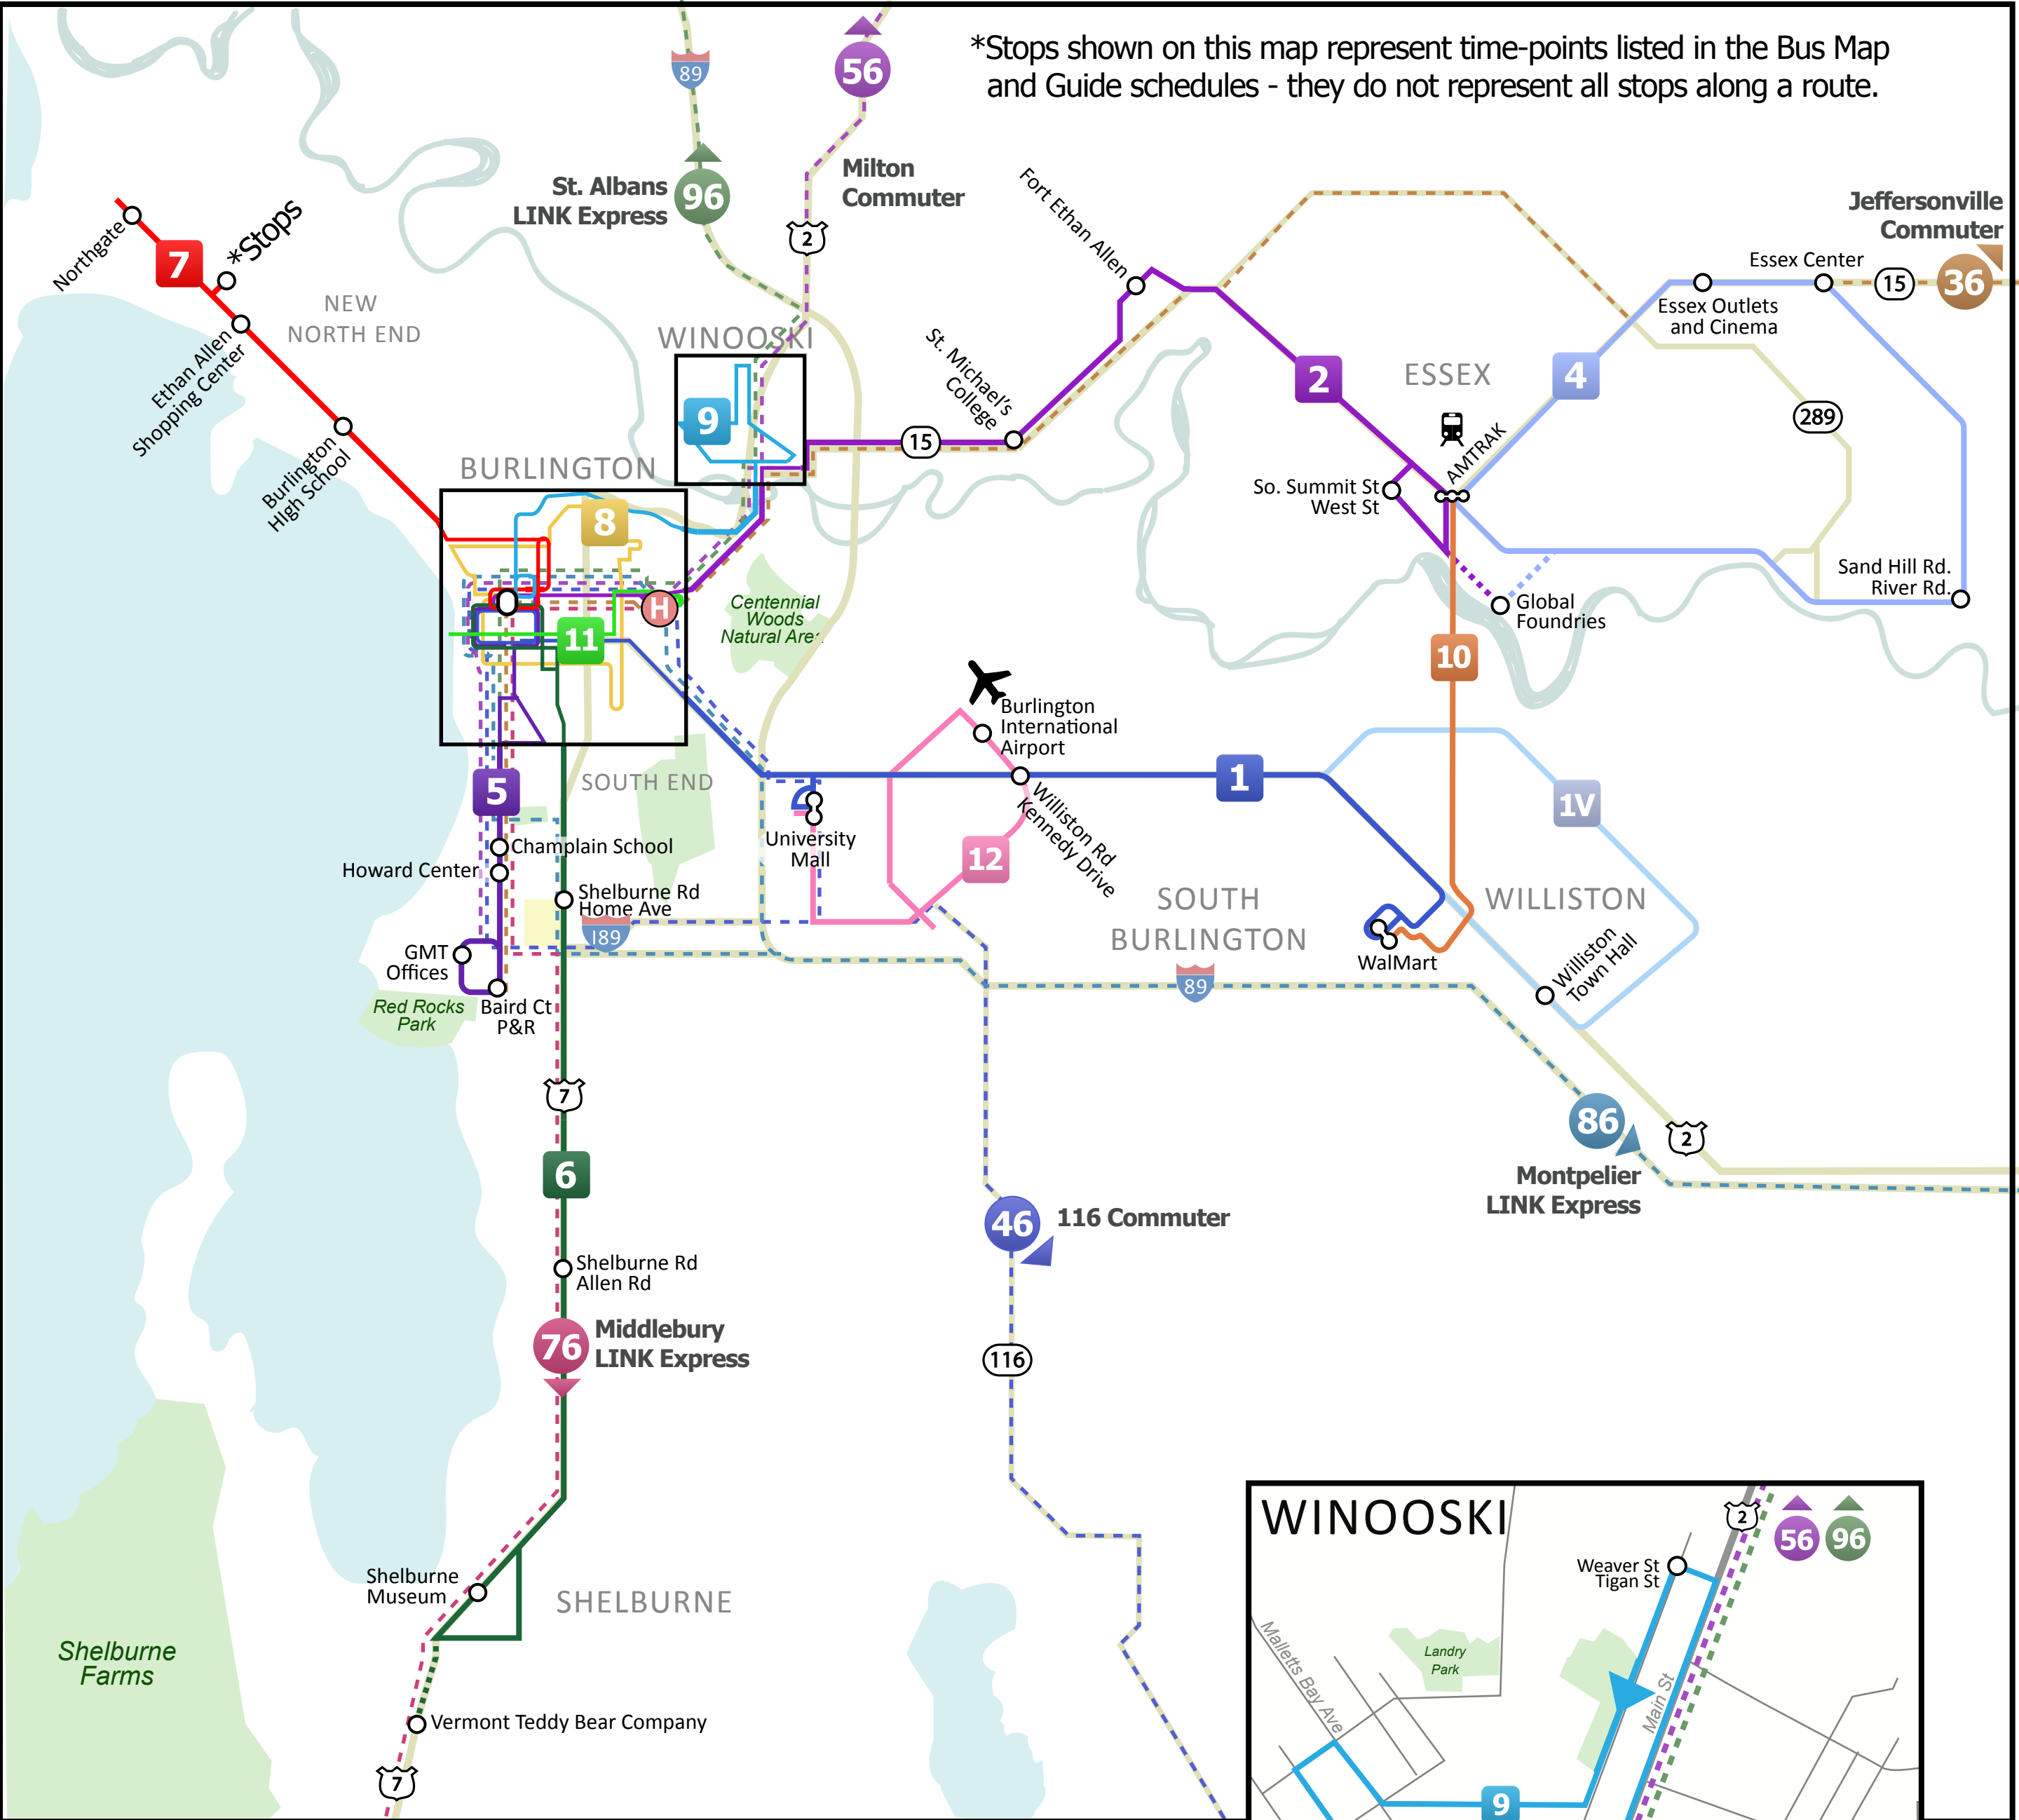 *Stops shown on this map represent time-points listed in the Bus Map
and Guide schedules - they do not represent all stops along a route.
89
56
St. Albans
LINK Express
96
Milton
Commuter
2
Northgate
7
*Stops
NEW
NORTH END
Ethan Allen
Shopping Center
Burlington
HIgh School
WINOOSKI
9
BURLINGTON
8
11
H
Fort Ethan Allen
St. Michael's
College
15
2
ESSEX
4
AMTRAK
So. Summit St
West St
Essex Outlets
and Cinema
Essex Center
15
36
Jeffersonville
Commuter
289
Sand Hill Rd.
River Rd.
Global
Foundries
10
Centennial
Woods
Natural Area
Burlington
International
Airport
Williston Rd
Kennedy Drive
1
1V
12
University
Mall
SOUTH END
5
Champlain School
Howard Center
Shelburne Rd
Home Ave
189
GMT
Offices
Baird Ct
P&R
Red Rocks
Park
SOUTH
BURLINGTON
89
WILLISTON
WalMart
Williston
Town Hall
86
Montpelier
LINK Express
2
7
6
46
116 Commuter
Shelburne Rd
Allen Rd
76
Middlebury
LINK Express
116
Shelburne
Museum
SHELBURNE
Shelburne
Farms
Vermont Teddy Bear Company
7
WINOOSKI
2
56
96
Weaver St
Tigan St
Malletts Bay Ave
Landry
Park
Main St
9